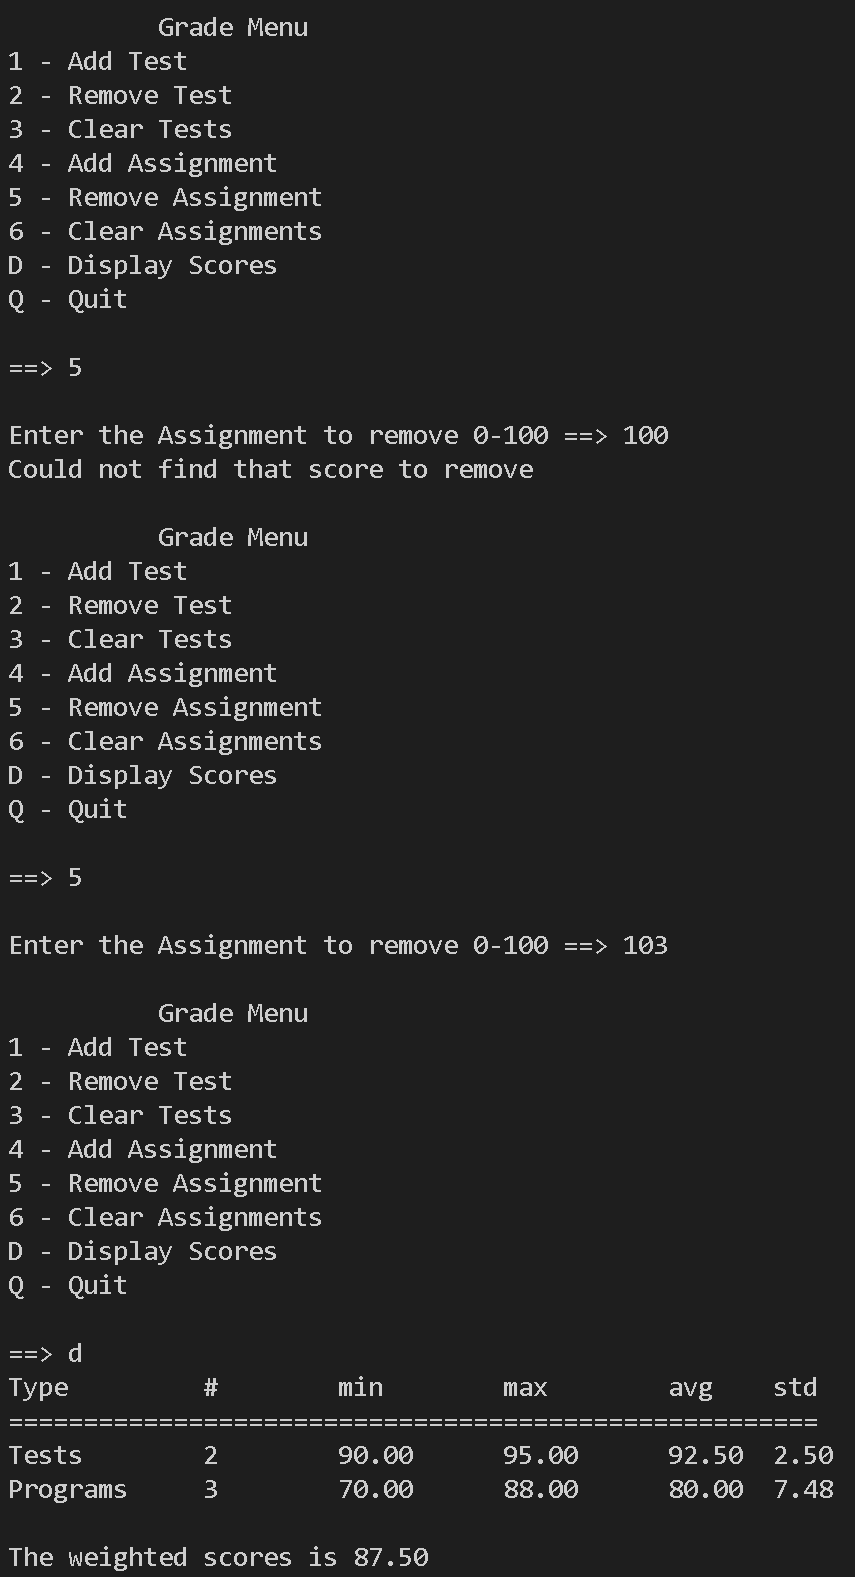 Grade Menu
1 - Add Test
2 - Remove Test
3 - Clear Tests
4 - Add Assignment
5 - Remove Assignment
6 - Clear Assignments
D - Display Scores
Q - Quit

==> 5

Enter the Assignment to remove 0-100 ==> 100
Could not find that score to remove

          Grade Menu
1 - Add Test
2 - Remove Test
3 - Clear Tests
4 - Add Assignment
5 - Remove Assignment
6 - Clear Assignments
D - Display Scores
Q - Quit

==> 5

Enter the Assignment to remove 0-100 ==> 103

          Grade Menu
1 - Add Test
2 - Remove Test
3 - Clear Tests
4 - Add Assignment
5 - Remove Assignment
6 - Clear Assignments
D - Display Scores
Q - Quit

==> d
Type         #        min        max        avg    std
======================================================
Tests        2        90.00      95.00      92.50  2.50
Programs     3        70.00      88.00      80.00  7.48

The weighted scores is 87.50